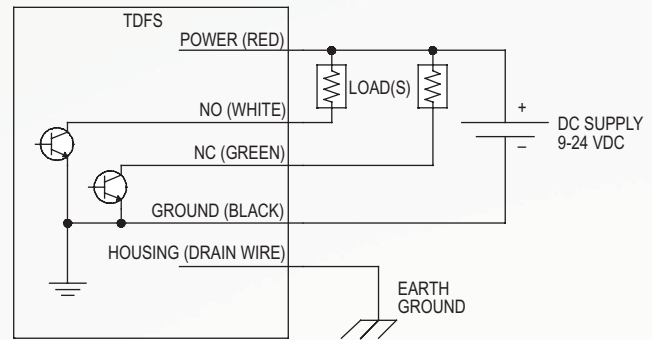 TDFS
POWER (RED)
LOAD(S)
NO (WHITE)
+
DC SUPPLY
9-24 VDC
–
NC (GREEN)
GROUND (BLACK)
HOUSING (DRAIN WIRE)
EARTH
GROUND